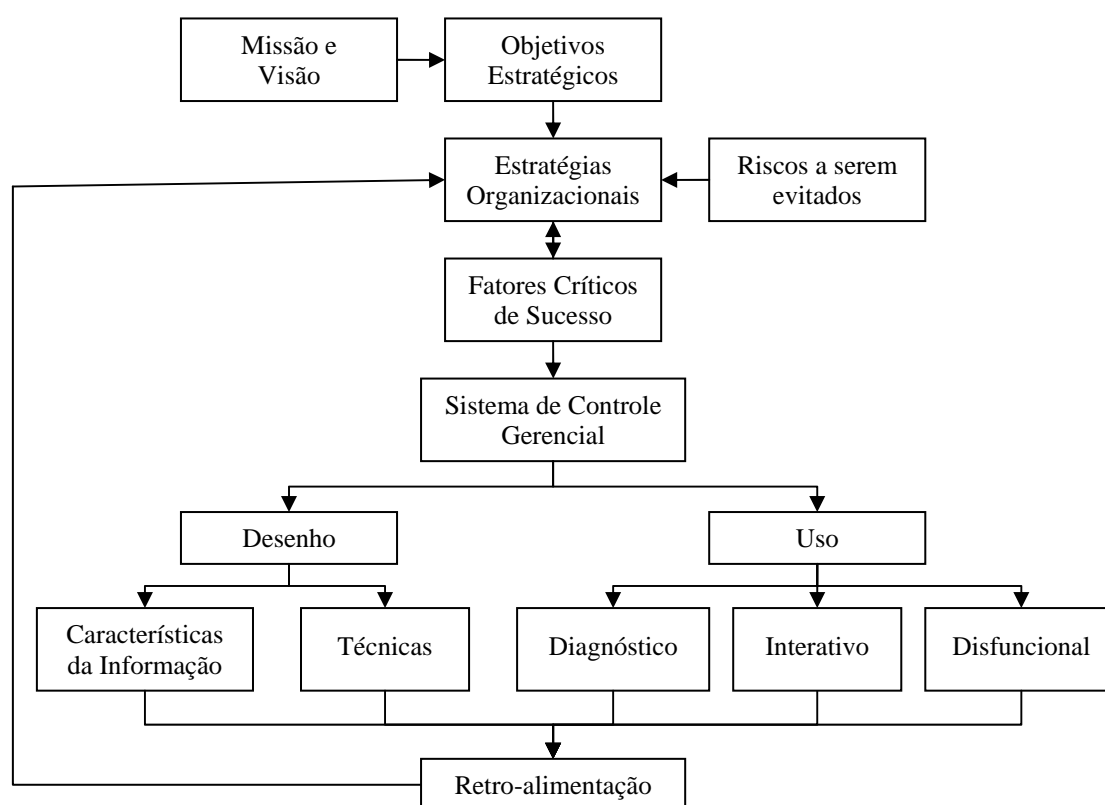 Missão e
Visão
Objetivos
Estratégicos
Estratégias
Organizacionais
Riscos a serem
evitados
Fatores Críticos
de Sucesso
Sistema de Controle
Gerencial
Desenho
Uso
Características
da Informação
Técnicas
Diagnóstico
Interativo
Disfuncional
Retro-alimentação